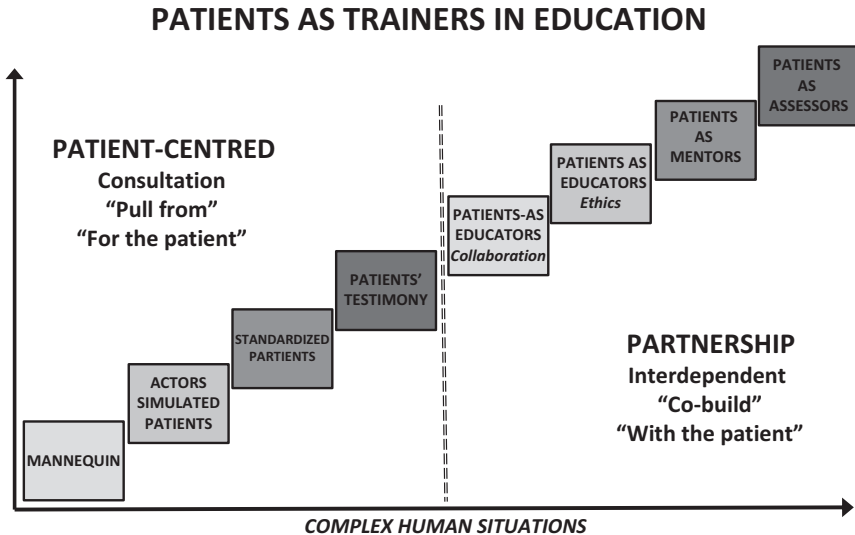 PATIENTS AS TRAINERS IN EDUCATION
PATIENT-CENTRED
Consultation
“Pull from”
“For the patient”
MANNEQUIN
ACTORS
SIMULATED
PATIENTS
STANDARDIZED
PARTIENTS
PATIENTS’
TESTIMONY
PATIENTS-AS
EDUCATORS
Collaboration
PATIENTS AS
EDUCATORS
Ethics
PATIENTS
AS
MENTORS
PATIENTS
AS
ASSESSORS
PARTNERSHIP
Interdependent
“Co-build”
“With the patient”
COMPLEX HUMAN SITUATIONS